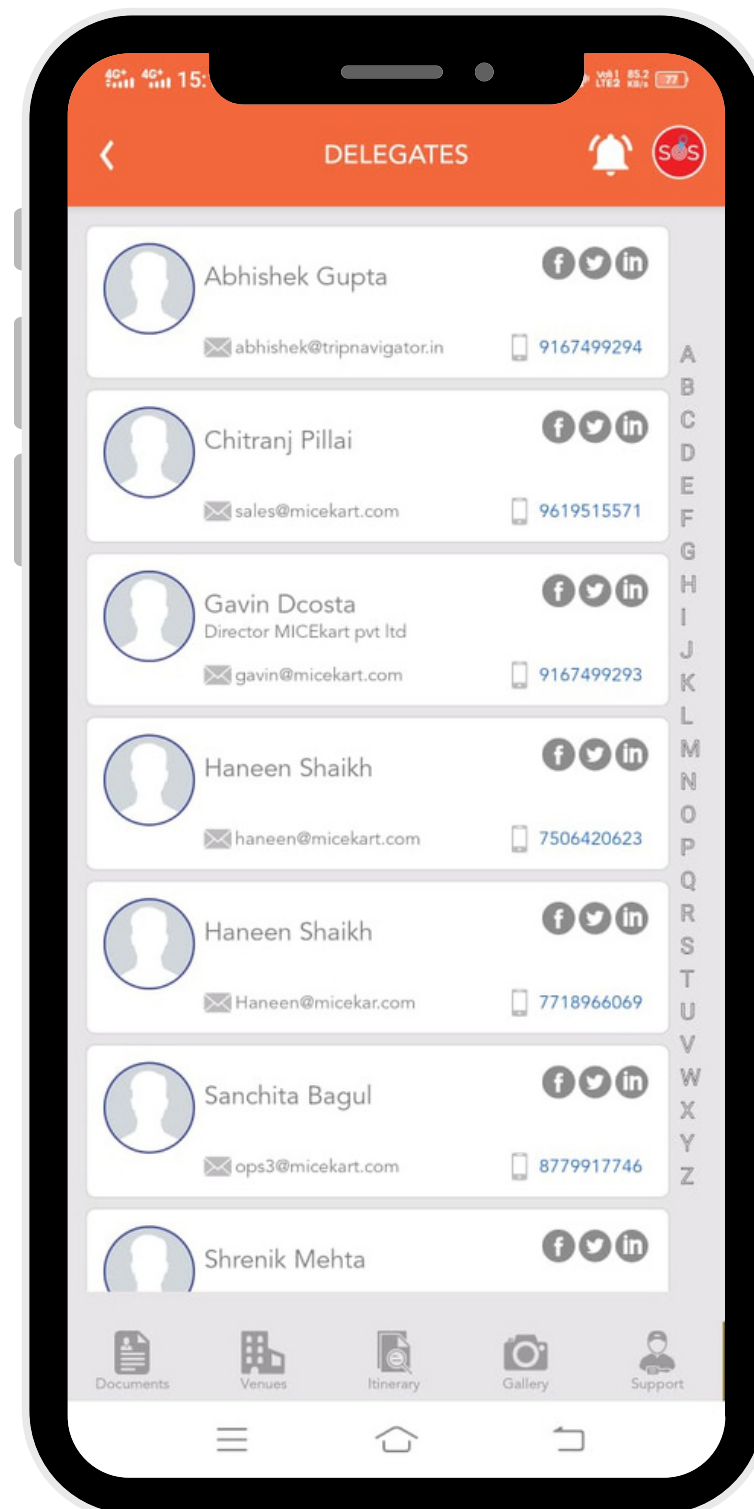 4G+ 4G+ 15:
Vo) 1 LTE2 85.2 KB/s 77
DELEGATES
SOS
Abhishek Gupta
abhishek@tripnavigator.in 9167499294
Chitranj Pillai
sales@micekart.com 9619515571
Gavin Dcosta
Director MICEkart pvt ltd
gavin@micekart.com 9167499293
Haneen Shaikh
haneen@micekart.com 7506420623
Haneen Shaikh
Haneen@micekar.com 7718966069
Sanchita Bagul
ops3@micekart.com 8779917746
Shrenik Mehta
A
B
C
D
E
F
G
H
I
J
K
L
M
N
O
P
Q
R
S
T
U
V
W
X
Y
Z
Documents Venues Itinerary Gallery Support